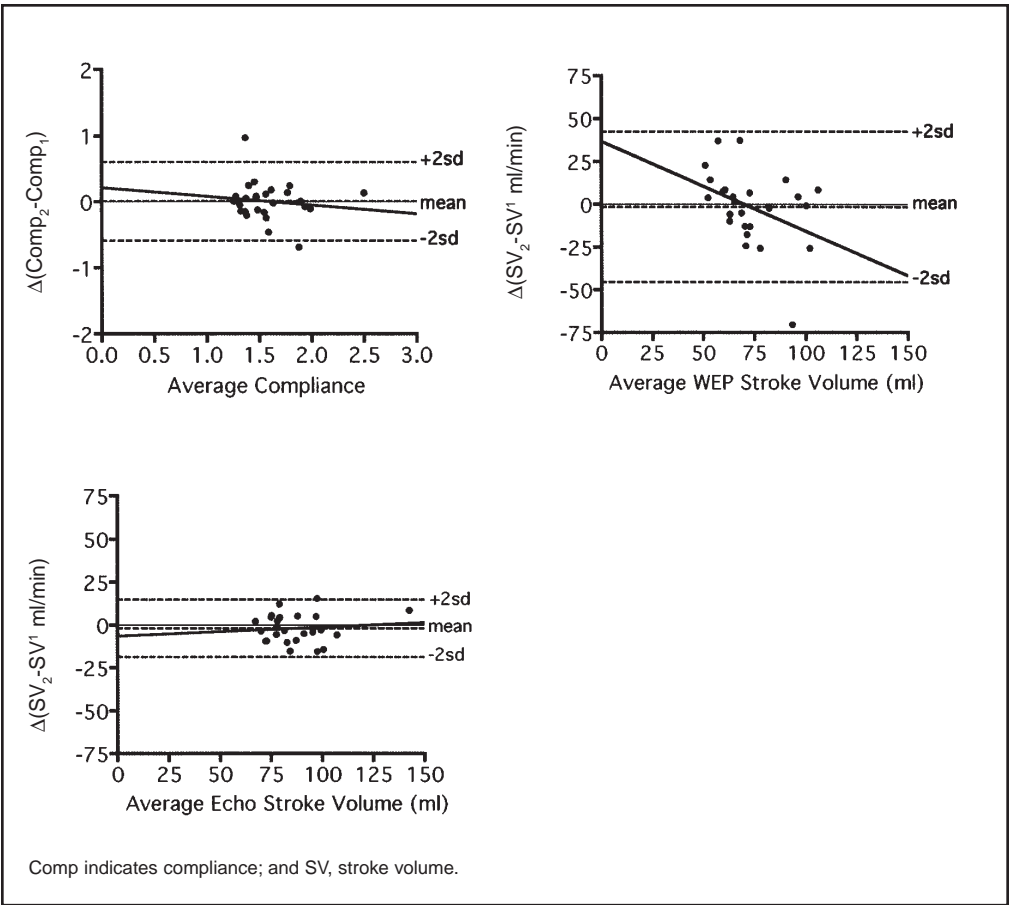 2
1
0
-1
-2
0.0 0.5 1.0 1.5 2.0 2.5 3.0
Δ(Comp₂-Comp₁)
+2sd
mean
-2sd
Average Compliance
75
50
25
0
-25
-50
-75
0 25 50 75 100 125 150
Δ(SV₂-SV¹ ml/min)
+2sd
mean
-2sd
Average WEP Stroke Volume (ml)
75
50
25
0
-25
-50
-75
0 25 50 75 100 125 150
Δ(SV₂-SV¹ ml/min)
+2sd
mean
-2sd
Average Echo Stroke Volume (ml)
Comp indicates compliance; and SV, stroke volume.